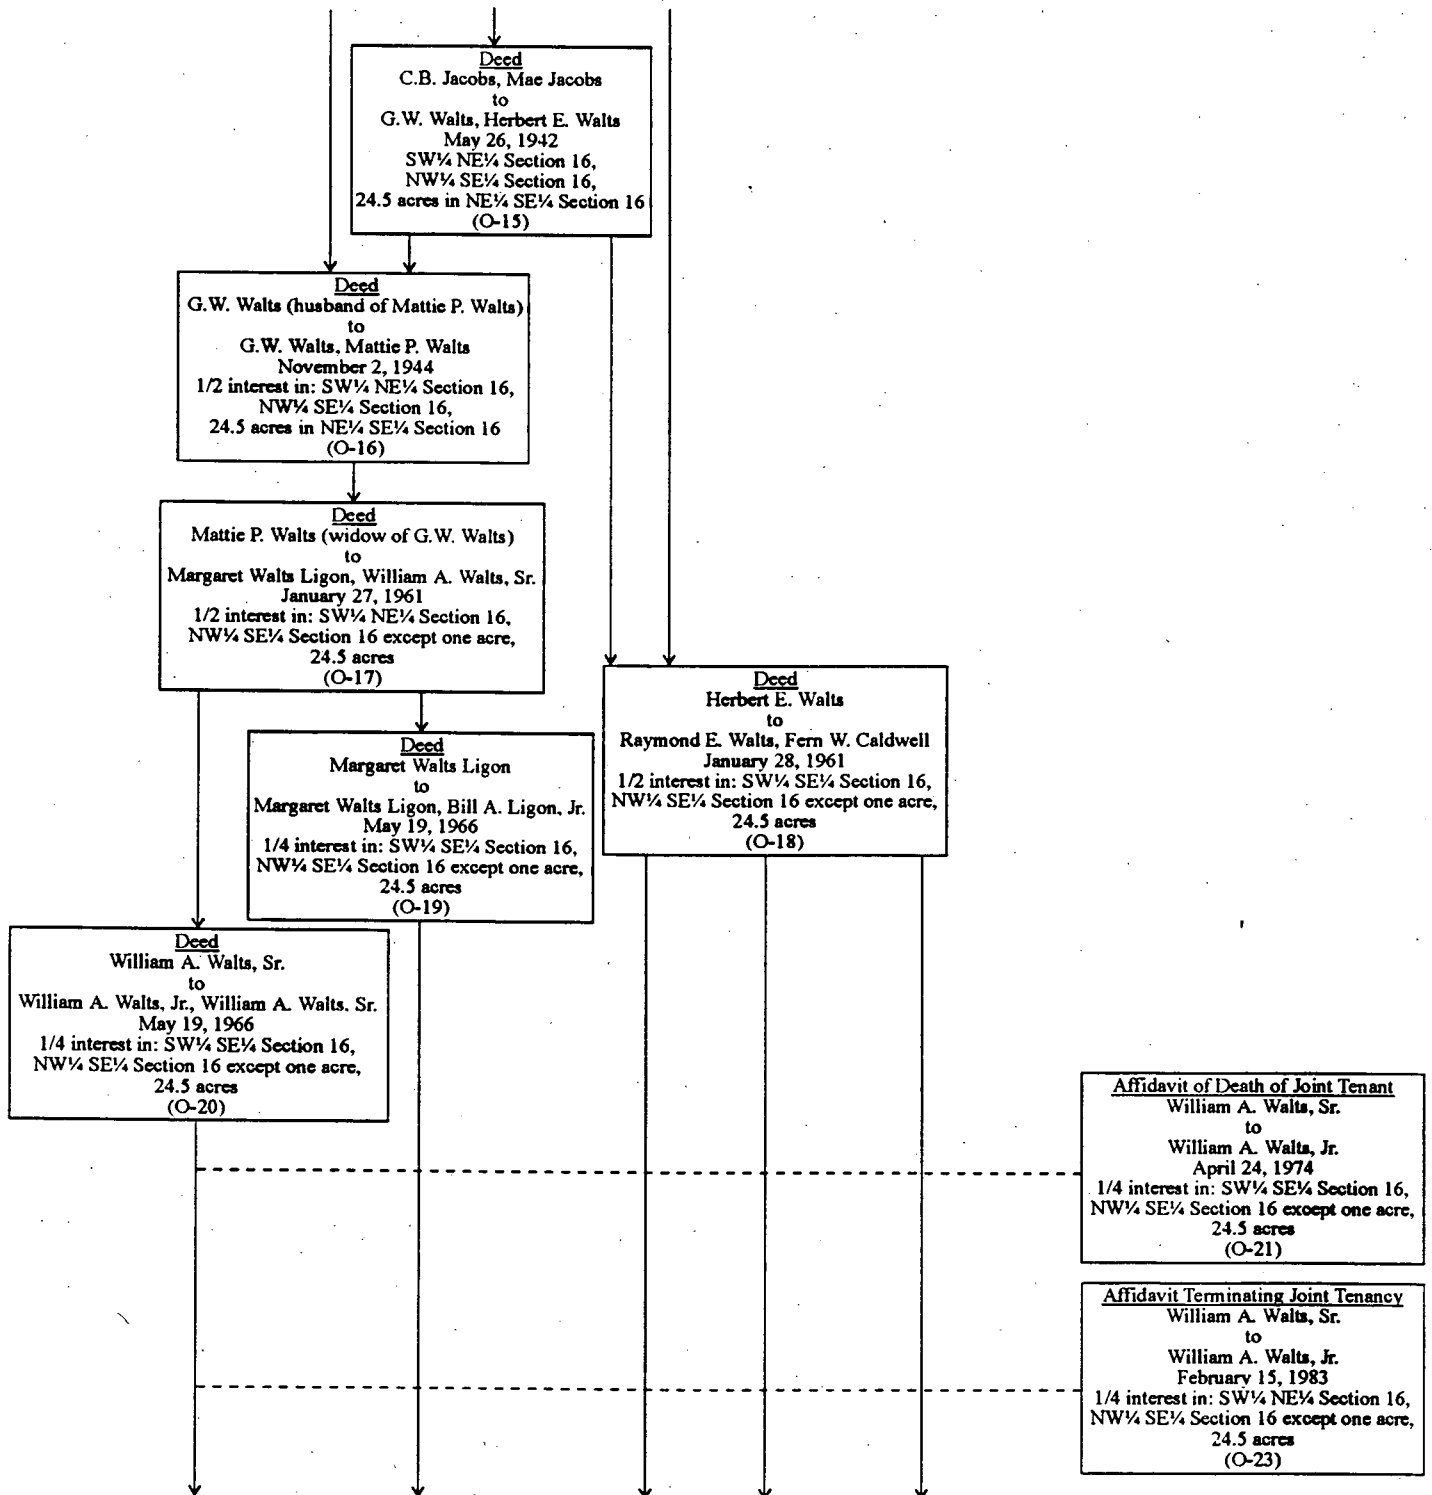 Deed
C.B. Jacobs, Mae Jacobs
to
G.W. Walts, Herbert E. Walts
May 26, 1942
SW¼ NE¼ Section 16,
NW¼ SE¼ Section 16,
24.5 acres in NE¼ SE¼ Section 16
(O-15)
Deed
G.W. Walts (husband of Mattie P. Walts)
to
G.W. Walts, Mattie P. Walts
November 2, 1944
1/2 interest in: SW¼ NE¼ Section 16,
NW¼ SE¼ Section 16,
24.5 acres in NE¼ SE¼ Section 16
(O-16)
Deed
Mattie P. Walts (widow of G.W. Walts)
to
Margaret Walts Ligon, William A. Walts, Sr.
January 27, 1961
1/2 interest in: SW¼ NE¼ Section 16,
NW¼ SE¼ Section 16 except one acre,
24.5 acres
(O-17)
Deed
Herbert E. Walts
to
Raymond E. Walts, Fern W. Caldwell
January 28, 1961
1/2 interest in: SW¼ SE¼ Section 16,
NW¼ SE¼ Section 16 except one acre,
24.5 acres
(O-18)
Deed
Margaret Walts Ligon
to
Margaret Walts Ligon, Bill A. Ligon, Jr.
May 19, 1966
1/4 interest in: SW¼ SE¼ Section 16,
NW¼ SE¼ Section 16 except one acre,
24.5 acres
(O-19)
Deed
William A. Walts, Sr.
to
William A. Walts, Jr., William A. Walts, Sr.
May 19, 1966
1/4 interest in: SW¼ SE¼ Section 16,
NW¼ SE¼ Section 16 except one acre,
24.5 acres
(O-20)
Affidavit of Death of Joint Tenant
William A. Walts, Sr.
to
William A. Walts, Jr.
April 24, 1974
1/4 interest in: SW¼ SE¼ Section 16,
NW¼ SE¼ Section 16 except one acre,
24.5 acres
(O-21)
Affidavit Terminating Joint Tenancy
William A. Walts, Sr.
to
William A. Walts, Jr.
February 15, 1983
1/4 interest in: SW¼ NE¼ Section 16,
NW¼ SE¼ Section 16 except one acre,
24.5 acres
(O-23)